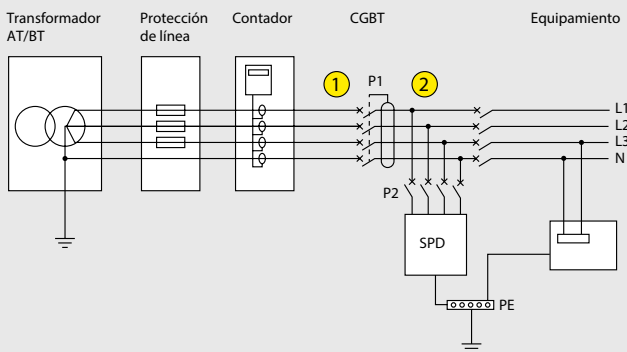 Transformador
AT/BT
Protección
de línea
Contador
CGBT
Equipamiento
1
P1
2
L1
L2
L3
N
P2
SPD
PE